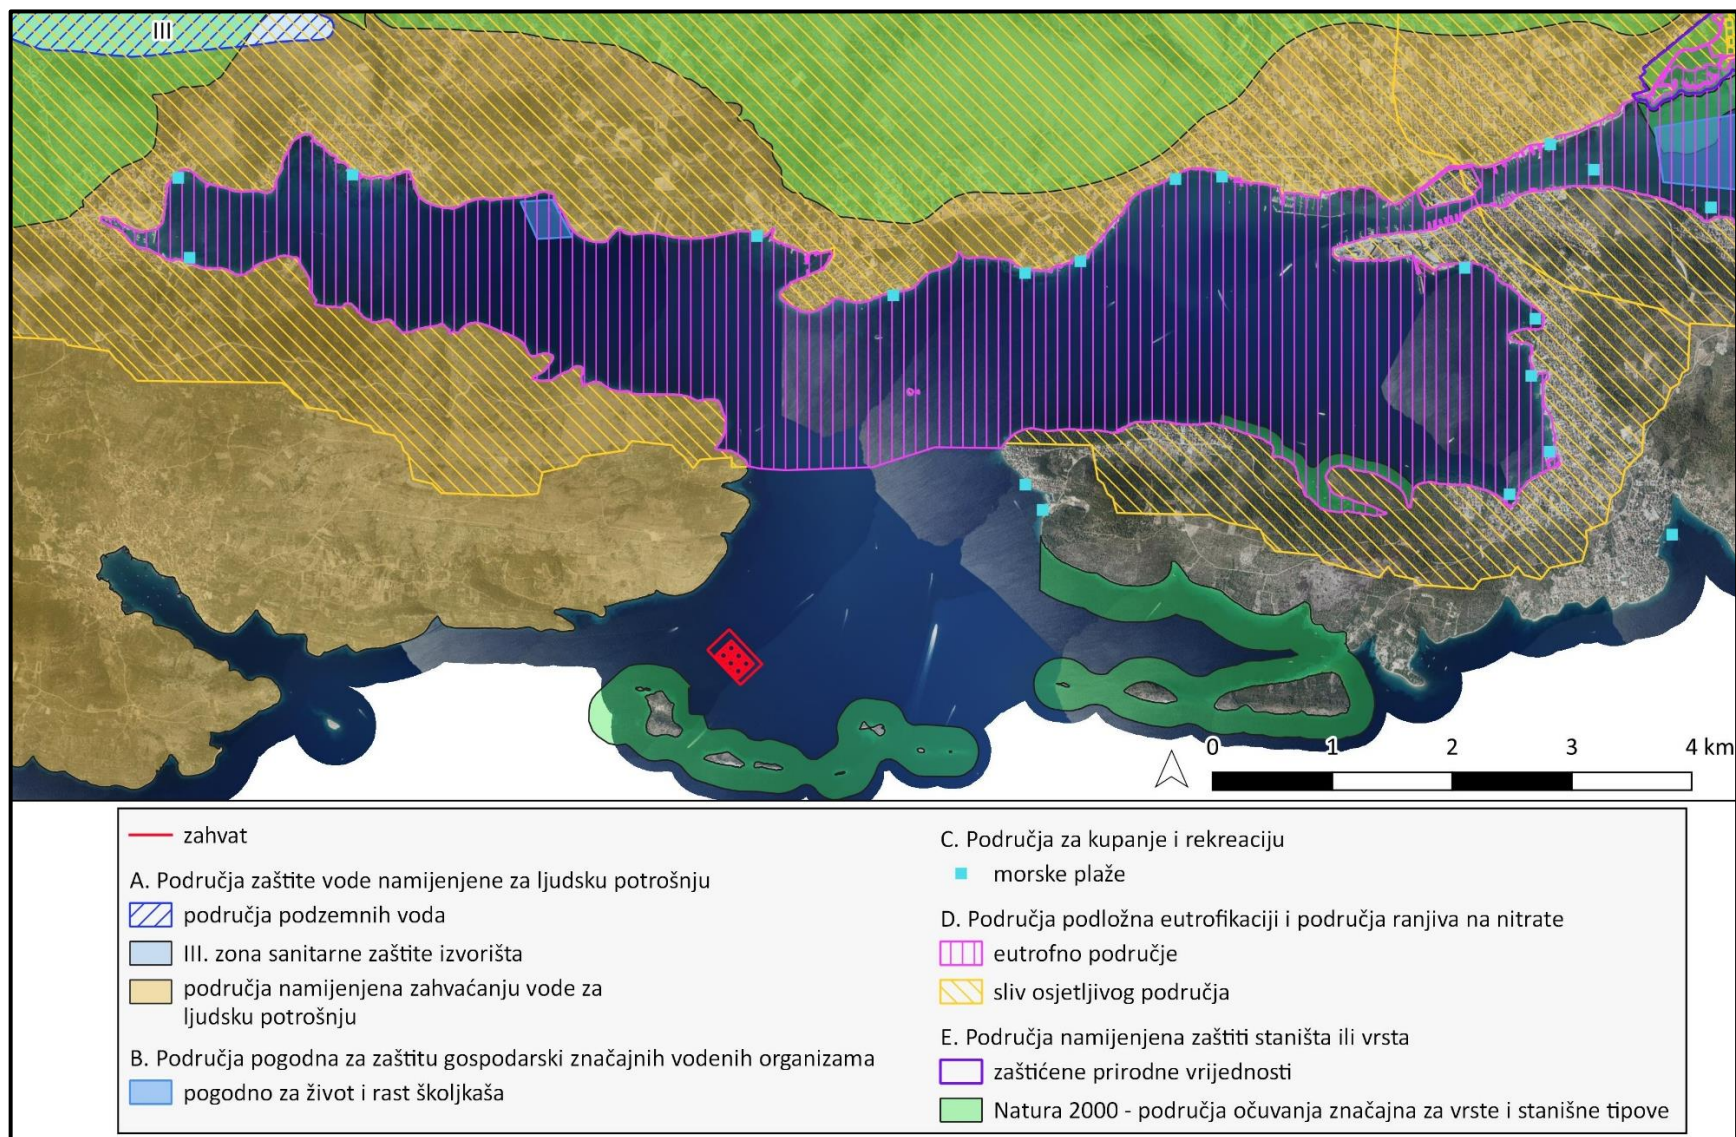 III
0 1 2 3 4 km
zahvat
A. Područja zaštite vode namijenjene za ljudsku potrošnju
područja podzemnih voda
III. zona sanitarne zaštite izvorišta
područja namijenjena zahvaćanju vode za
ljudsku potrošnju
B. Područja pogodna za zaštitu gospodarski značajnih vodenih organizama
pogodno za život i rast školjkaša
C. Područja za kupanje i rekreaciju
morske plaže
D. Područja podložna eutrofikaciji i područja ranjiva na nitrate
eutrofno područje
sliv osjetljivog područja
E. Područja namijenjena zaštiti staništa ili vrsta
zaštićene prirodne vrijednosti
Natura 2000 - područja očuvanja značajna za vrste i stanišne tipove